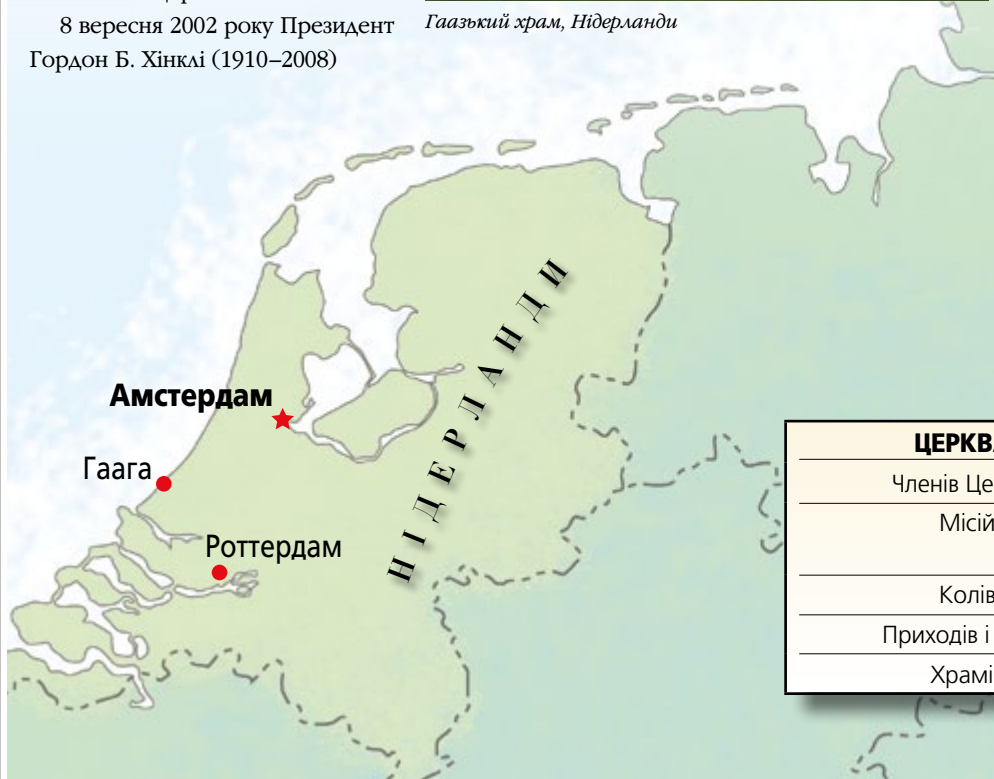 8 вересня 2002 року Президент
Гордон Б. Хінклі (1910–2008)
Гаазький храм, Нідерланди
НІДЕРЛАНДИ
Амстердам
Гаага
Роттердам
ЦЕРКВ
Членів Це
Місій
Колів
Приходів і
Храмі